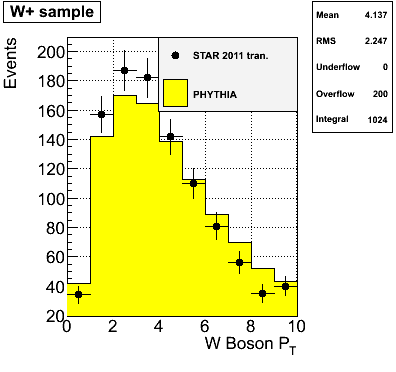 W+ sample
Mean 4.137
RMS 2.247
Underflow 0
Overflow 200
Integral 1024
Events
STAR 2011 tran.
PHYTHIA
200
180
160
140
120
100
80
60
40
20
0 2 4 6 8 10
W Boson P_T